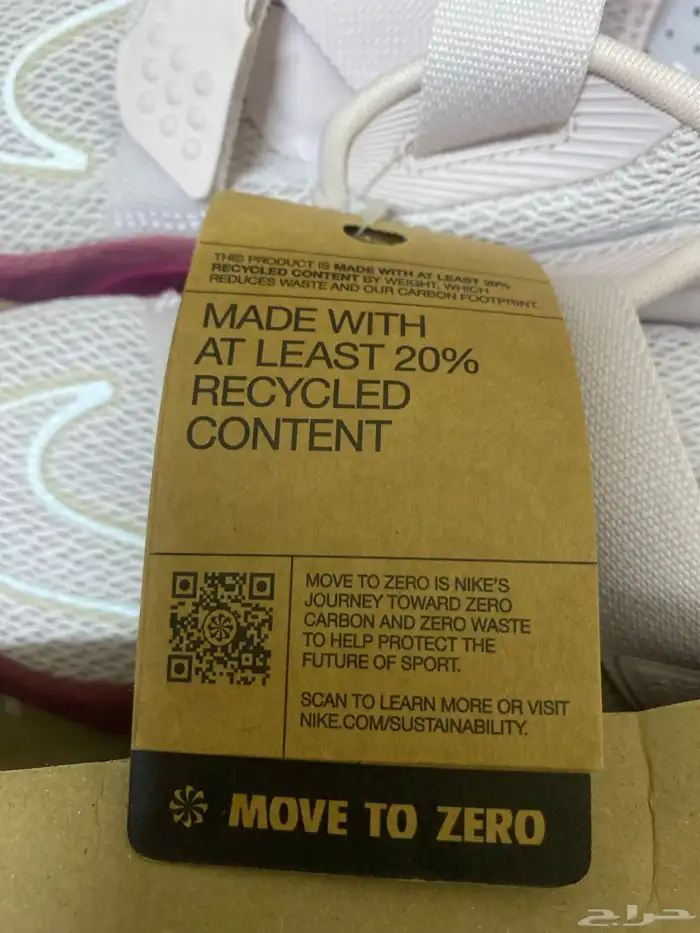 THIS PRODUCT IS MADE WITH AT LEAST 20%
RECYCLED CONTENT BY WEIGHT, WHICH
REDUCES WASTE AND OUR CARBON FOOTPRINT.
MADE WITH
AT LEAST 20%
RECYCLED
CONTENT
MOVE TO ZERO IS NIKE'S
JOURNEY TOWARD ZERO
CARBON AND ZERO WASTE
TO HELP PROTECT THE
FUTURE OF SPORT.
SCAN TO LEARN MORE OR VISIT
NIKE.COM/SUSTAINABILITY.
MOVE TO ZERO
حراج